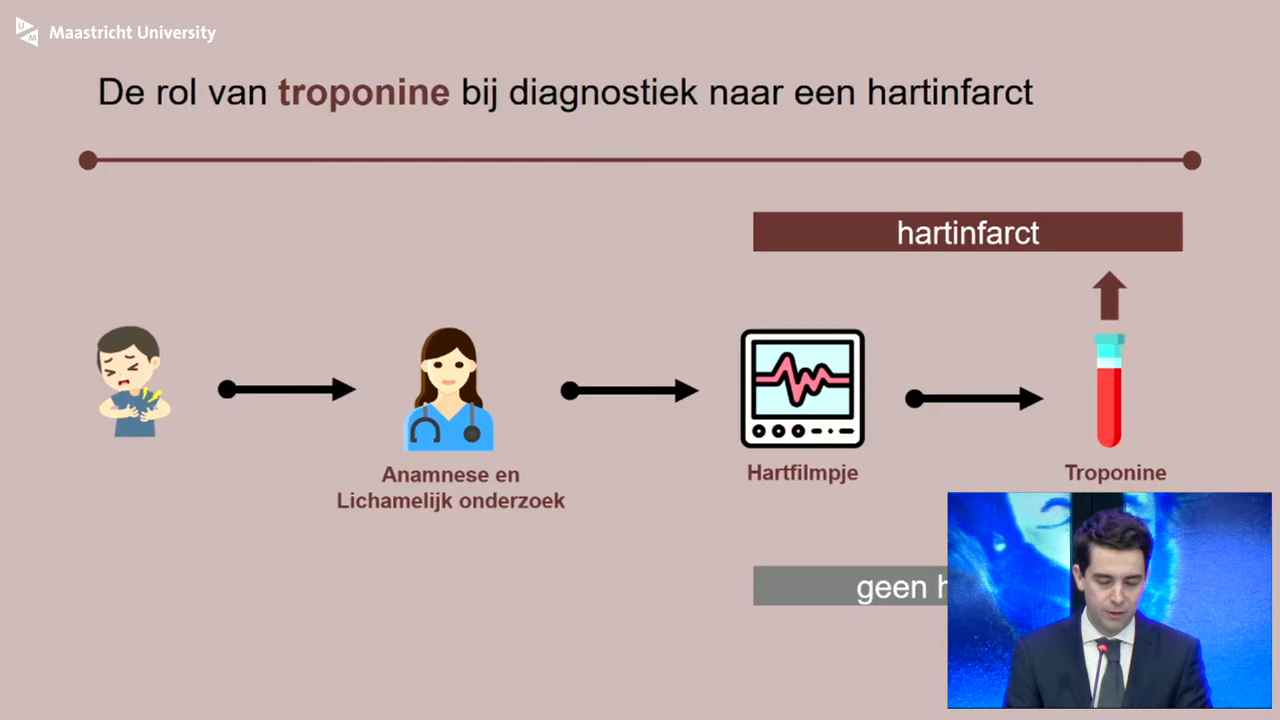 Maastricht University
De rol van troponine bij diagnostiek naar een hartinfarct
hartinfarct
Anamnese en
Lichamelijk onderzoek
Hartfilmpje
Troponine
geen